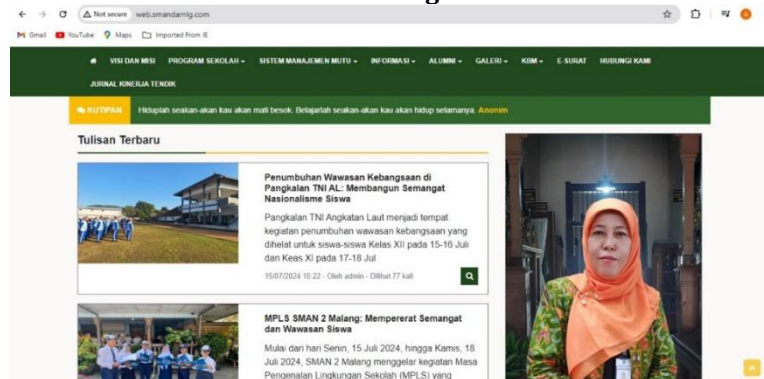 Not secure web.smandamlg.com
Gmail YouTube Maps Imported From IE
VISI DAN MISI PROGRAM SEKOLAH SISTEM MANAJEMEN MUTU INFORMASI ALUMNI GALERI KBM E-SURAT HUBUNGI KAMI
JURNAL KINERJA TENDIK
KUTIPAN Hiduplah seakan-akan kau akan mati besok. Belajarlah seakan-akan kau akan hidup selamanya. Anonim
Tulisan Terbaru
Penumbuhan Wawasan Kebangsaan di
Pangkalan TNI AL: Membangun Semangat
Nasionalisme Siswa
Pangkalan TNI Angkatan Laut menjadi tempat
kegiatan penumbuhan wawasan kebangsaan yang
dihelat untuk siswa-siswa Kelas XII pada 15-16 Juli
dan Keas XI pada 17-18 Jul
15/07/2024 10:22 - Oleh admin - Dilihat 77 kali
MPLS SMAN 2 Malang: Mempererat Semangat
dan Wawasan Siswa
Mulai dari hari Senin, 15 Juli 2024, hingga Kamis, 18
Juli 2024, SMAN 2 Malang menggelar kegiatan Masa
Pengenalan Lingkungan Sekolah (MPLS) yang